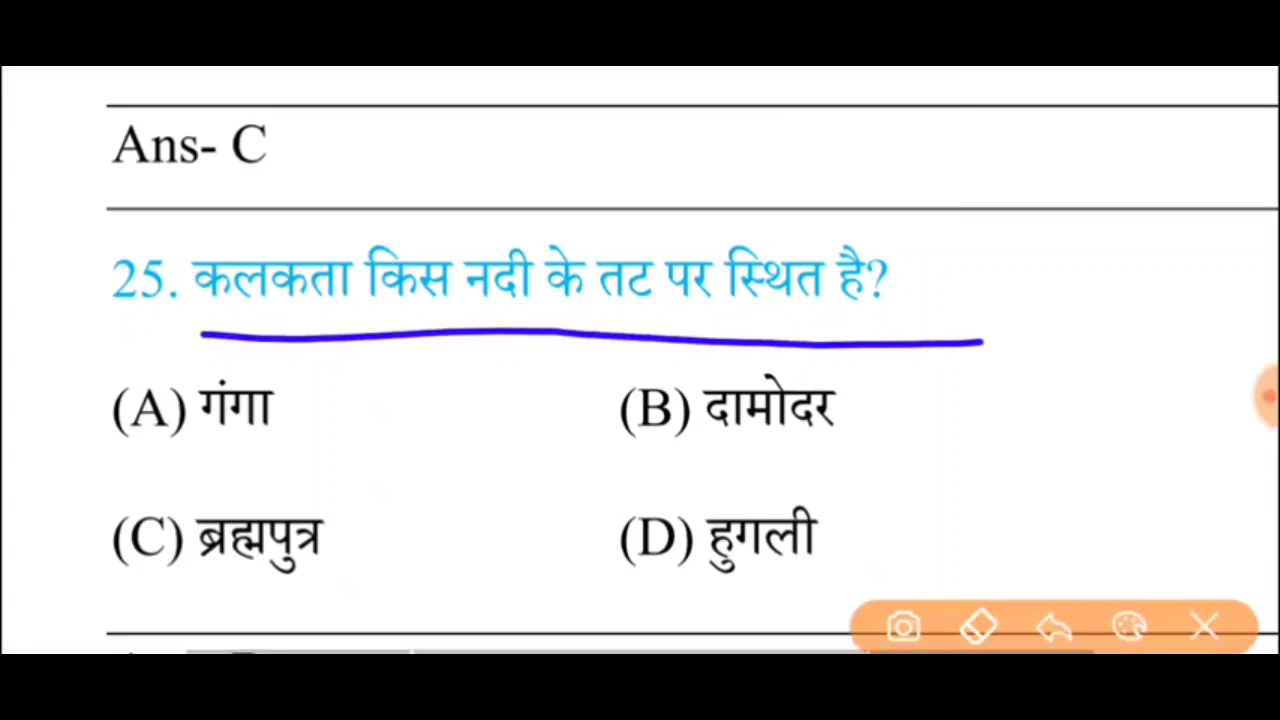 Ans- C
25. कलकता किस नदी के तट पर स्थित है?
(A) गंगा (B) दामोदर
(C) ब्रह्मपुत्र (D) हुगली